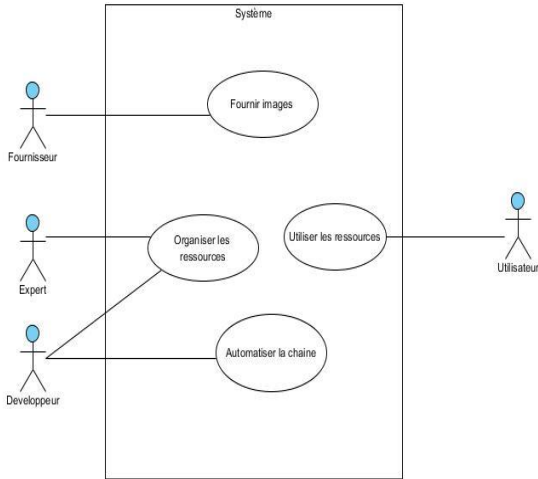 Système
Fournir images
Fournisseur
Organiser les
ressources
Utiliser les ressources
Expert
Utilisateur
Automatiser la chaine
Developpeur